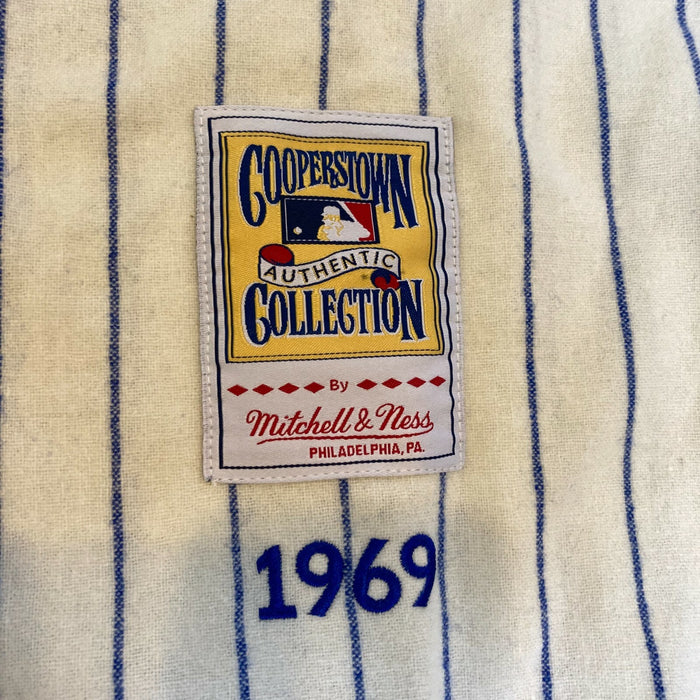 COOPERSTOWN
AUTHENTIC
COLLECTION
By
Mitchell & Ness
PHILADELPHIA, PA.
1969